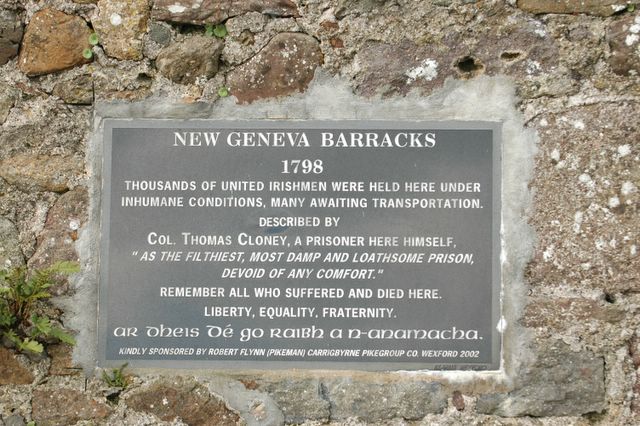 NEW GENEVA BARRACKS
1798
THOUSANDS OF UNITED IRISHMEN WERE HELD HERE UNDER
INHUMANE CONDITIONS, MANY AWAITING TRANSPORTATION.
DESCRIBED BY
COL. THOMAS CLONEY, A PRISONER HERE HIMSELF,
"AS THE FILTHIEST, MOST DAMP AND LOATHSOME PRISON,
DEVOID OF ANY COMFORT."
REMEMBER ALL WHO SUFFERED AND DIED HERE.
LIBERTY, EQUALITY, FRATERNITY.
ar dheis Dé go raibh a n-anamacha.
KINDLY SPONSORED BY ROBERT FLYNN (PIKEMAN) CARRIGBYRNE PIKEGROUP CO. WEXFORD 2002